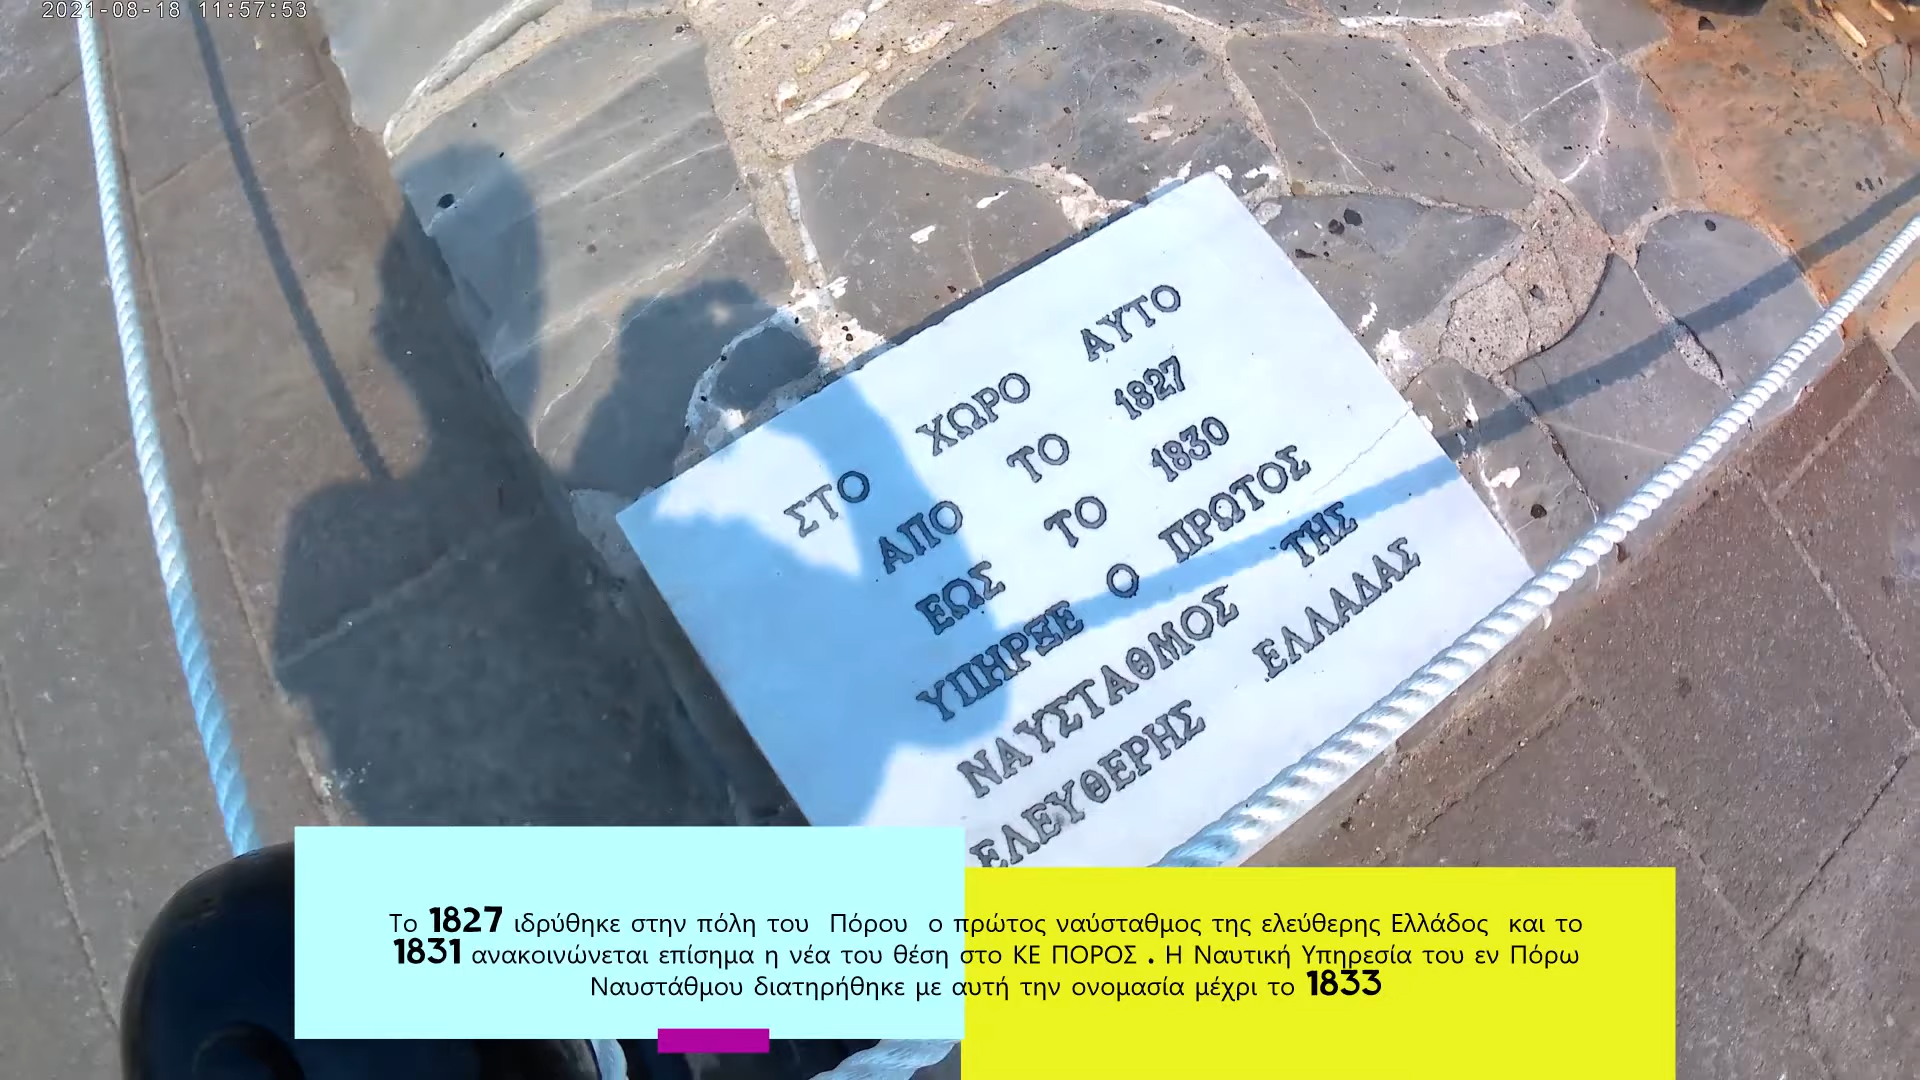 2021-08-18 11:57:53
ΣΤΟ ΧΩΡΟ ΑΥΤΟ
ΑΠΟ ΤΟ 1827
ΕΩΣ ΤΟ 1830
ΥΠΗΡΞΕ Ο ΠΡΩΤΟΣ
ΝΑΥΣΤΑΘΜΟΣ ΤΗΣ
ΕΛΕΥΘΕΡΗΣ ΕΛΛΑΔΑΣ
Το 1827 ιδρύθηκε στην πόλη του Πόρου ο πρώτος ναύσταθμος της ελεύθερης Ελλάδος και το
1831 ανακοινώνεται επίσημα η νέα του θέση στο ΚΕ ΠΟΡΟΣ . Η Ναυτική Υπηρεσία του εν Πόρω
Ναυστάθμου διατηρήθηκε με αυτή την ονομασία μέχρι το 1833